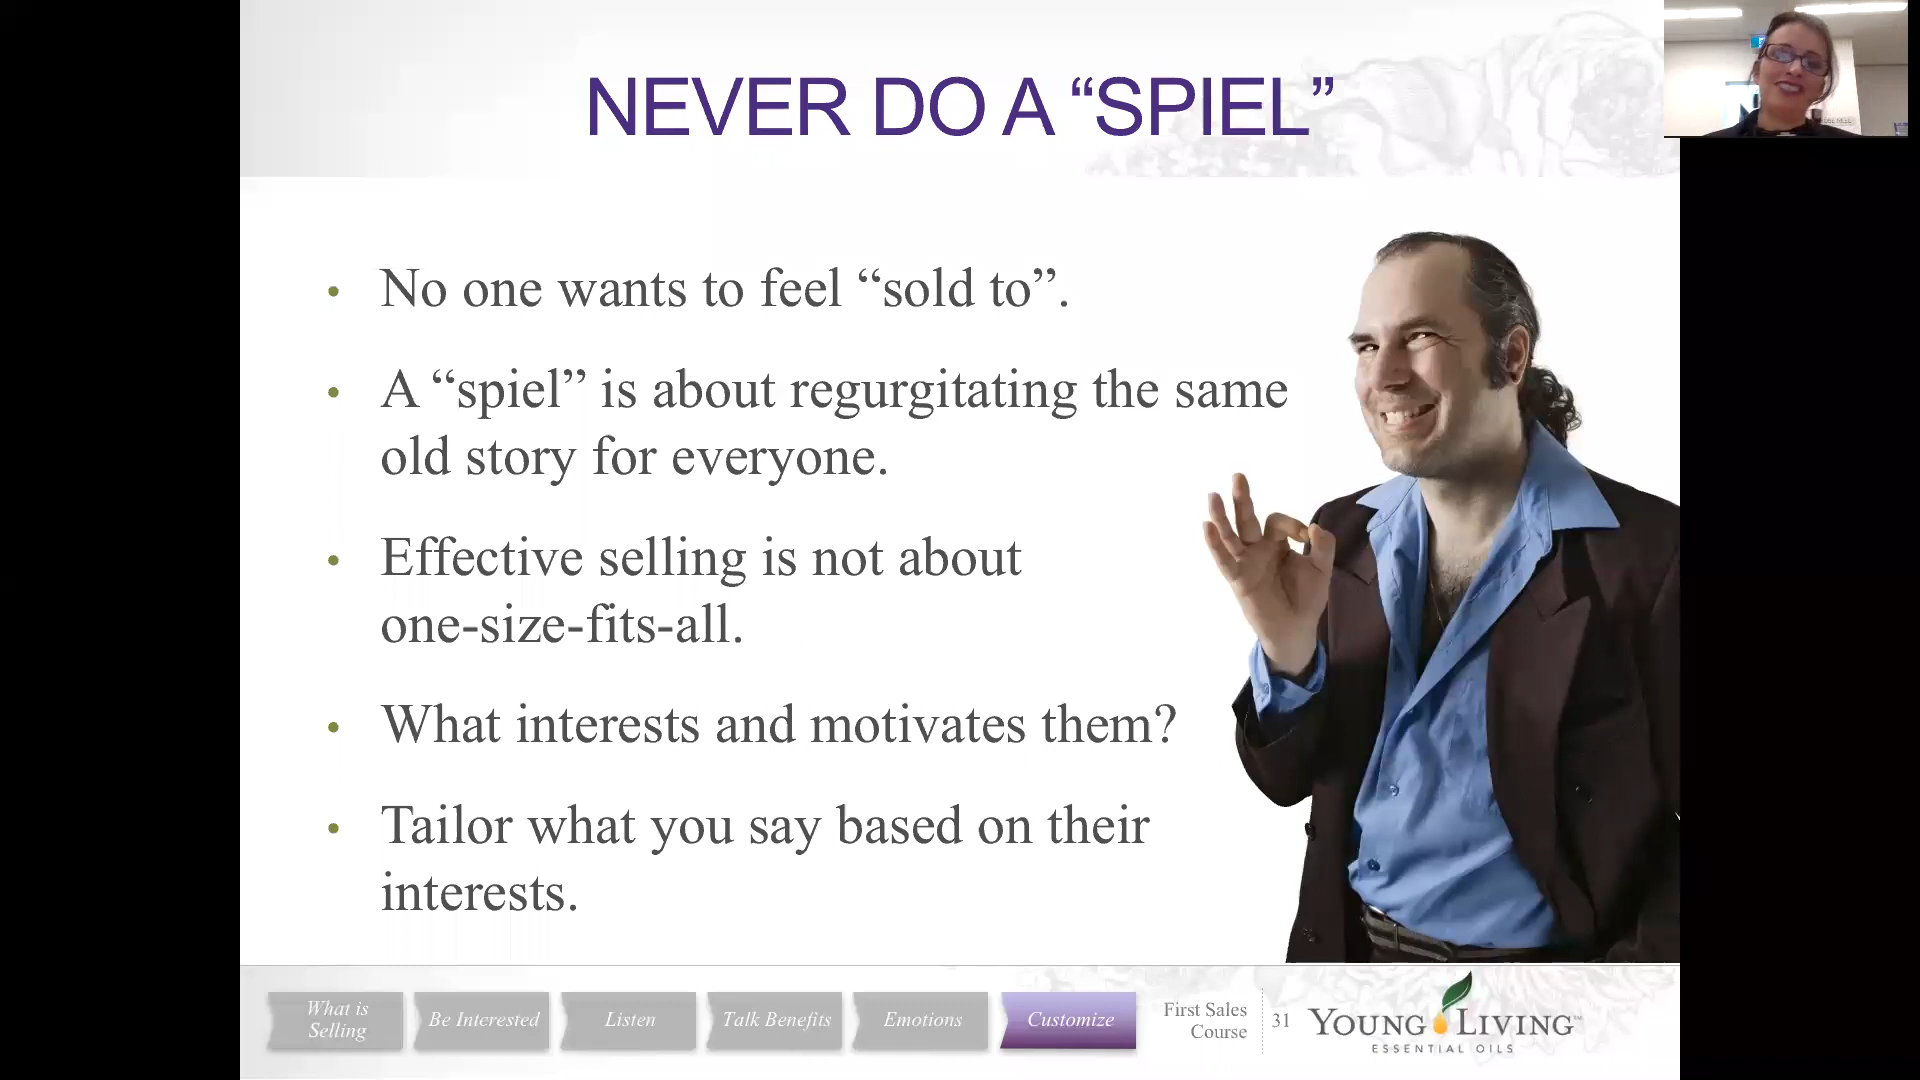 NEVER DO A “SPIEL”
• No one wants to feel “sold to”.
• A “spiel” is about regurgitating the same
old story for everyone.
• Effective selling is not about
one-size-fits-all.
• What interests and motivates them?
• Tailor what you say based on their
interests.
What is
Selling
Be Interested
Listen
Talk Benefits
Emotions
Customize
First Sales
Course
31
YOUNG LIVING™
ESSENTIAL OILS